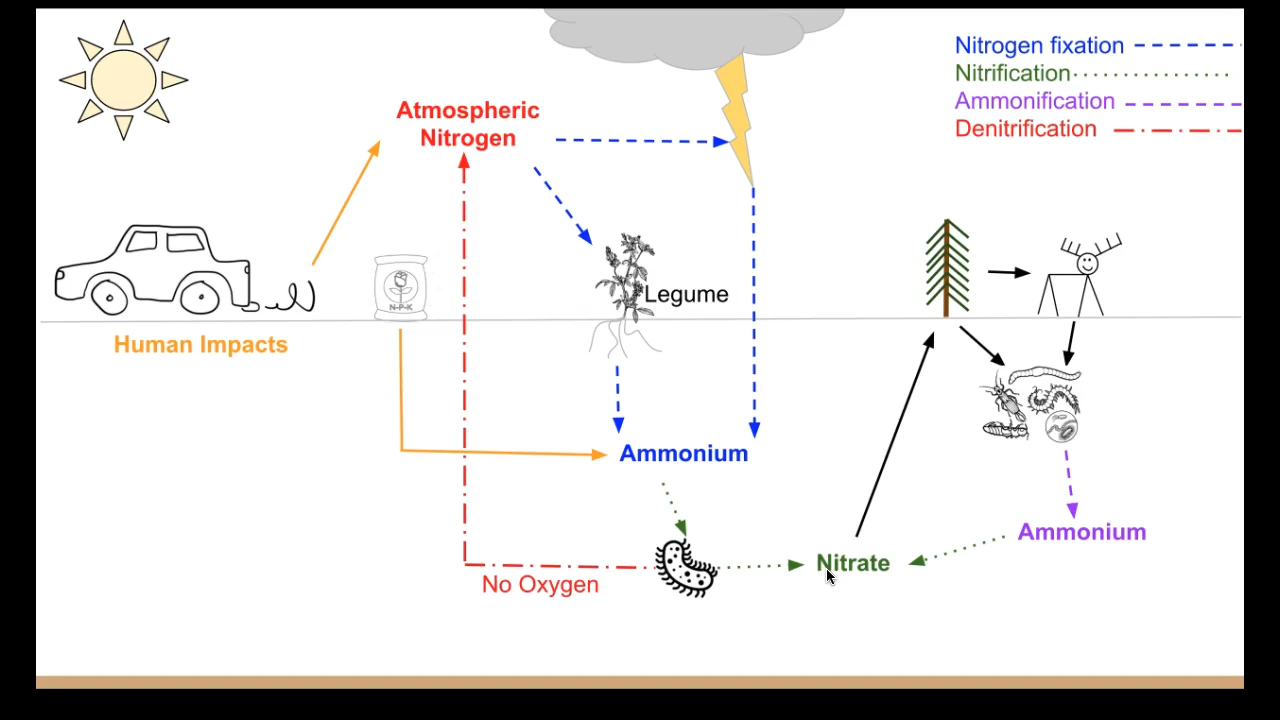 Nitrogen fixation
Nitrification
Ammonification
Denitrification
Atmospheric
Nitrogen
Legume
N-P-K
Human Impacts
Ammonium
Ammonium
Nitrate
No Oxygen